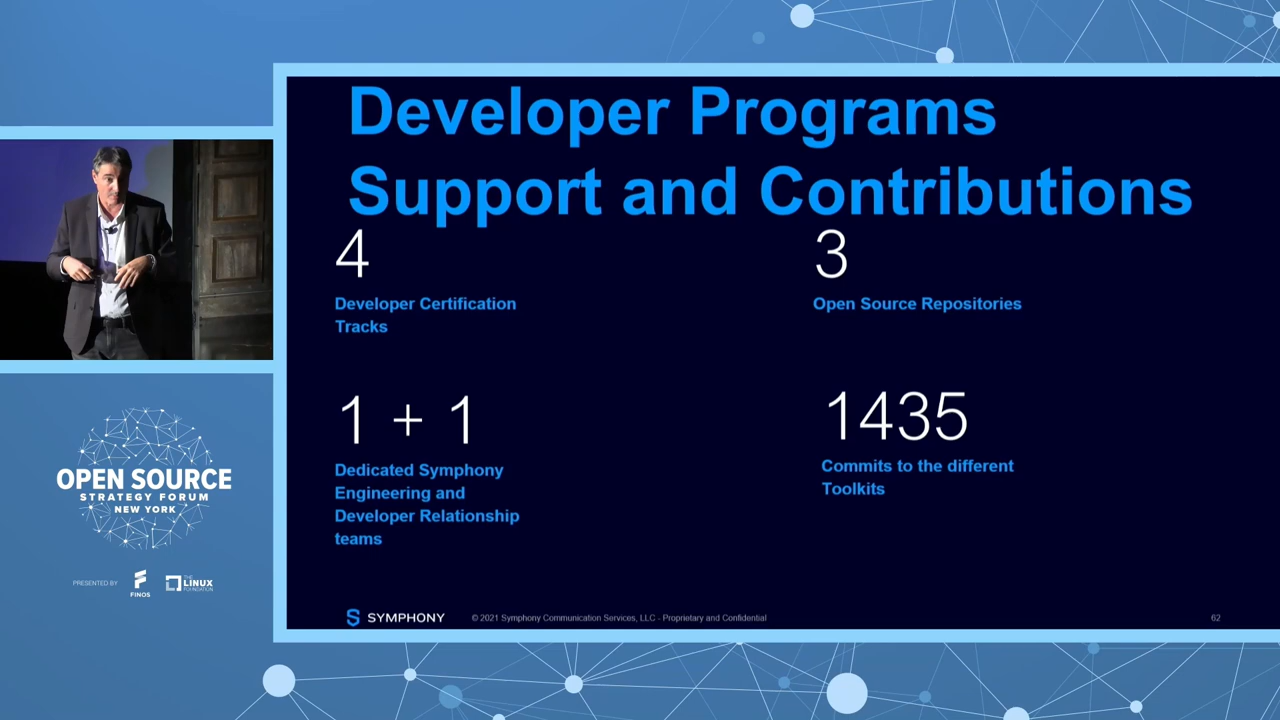 Developer Programs
Support and Contributions
4
Developer Certification
Tracks
3
Open Source Repositories
1 + 1
Dedicated Symphony
Engineering and
Developer Relationship
teams
1435
Commits to the different
Toolkits
SYMPHONY
© 2021 Symphony Communication Services, LLC - Proprietary and Confidential
62
OPEN SOURCE
STRATEGY FORUM
NEW YORK
PRESENTED BY
FINOS
THE
LINUX
FOUNDATION